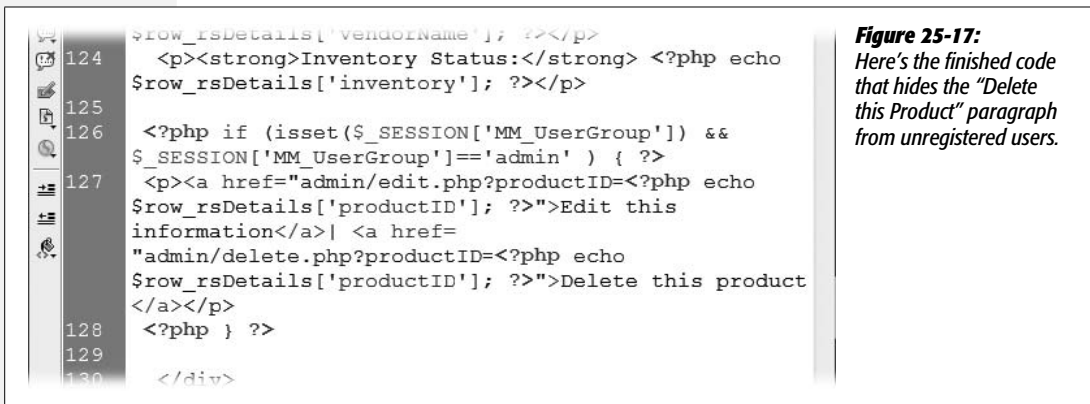 $row_rsDetails['vendorName']; ?></p>
124 <p><strong>Inventory Status:</strong> <?php echo
$row_rsDetails['inventory']; ?></p>
125
126 <?php if (isset($_SESSION['MM_UserGroup']) &&
$_SESSION['MM_UserGroup']=='admin' ) { ?>
127 <p><a href="admin/edit.php?productID=<?php echo
$row_rsDetails['productID']; ?>">Edit this
information</a>| <a href=
"admin/delete.php?productID=<?php echo
$row_rsDetails['productID']; ?>">Delete this product
</a></p>
128 <?php } ?>
129
130 </div>
Figure 25-17:
Here's the finished code
that hides the “Delete
this Product” paragraph
from unregistered users.